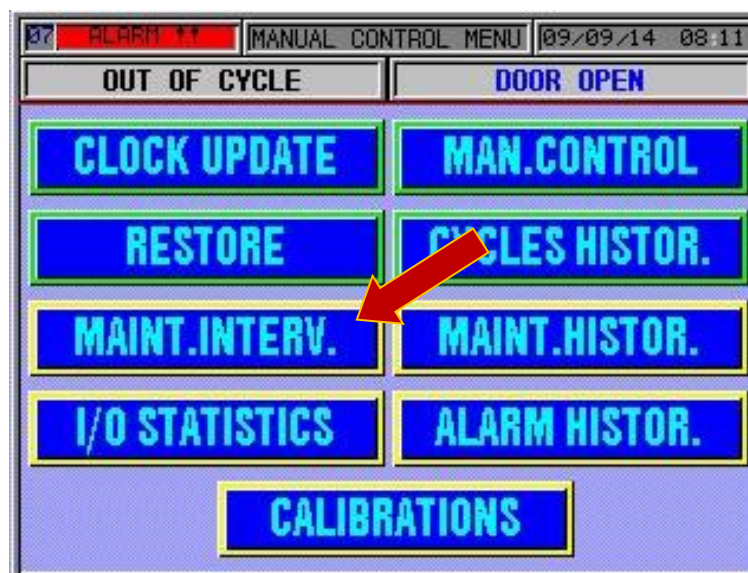 07 ALARM !! MANUAL CONTROL MENU 09/09/14 08:11
OUT OF CYCLE DOOR OPEN
CLOCK UPDATE MAN.CONTROL
RESTORE CYCLES HISTOR.
MAINT.INTERV. MAINT.HISTOR.
I/O STATISTICS ALARM HISTOR.
CALIBRATIONS